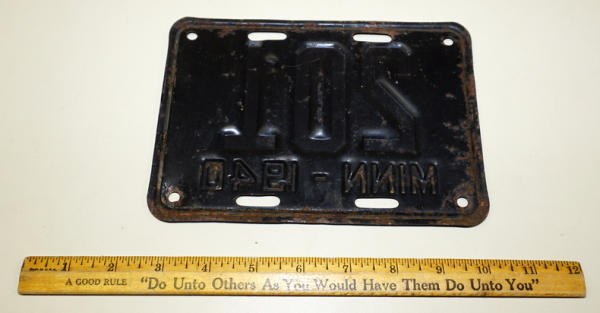 201
MINN - 1940
1 2 3 4 5 6 7 8 9 10 11 12
A GOOD RULE "Do Unto Others As You Would Have Them Do Unto You"